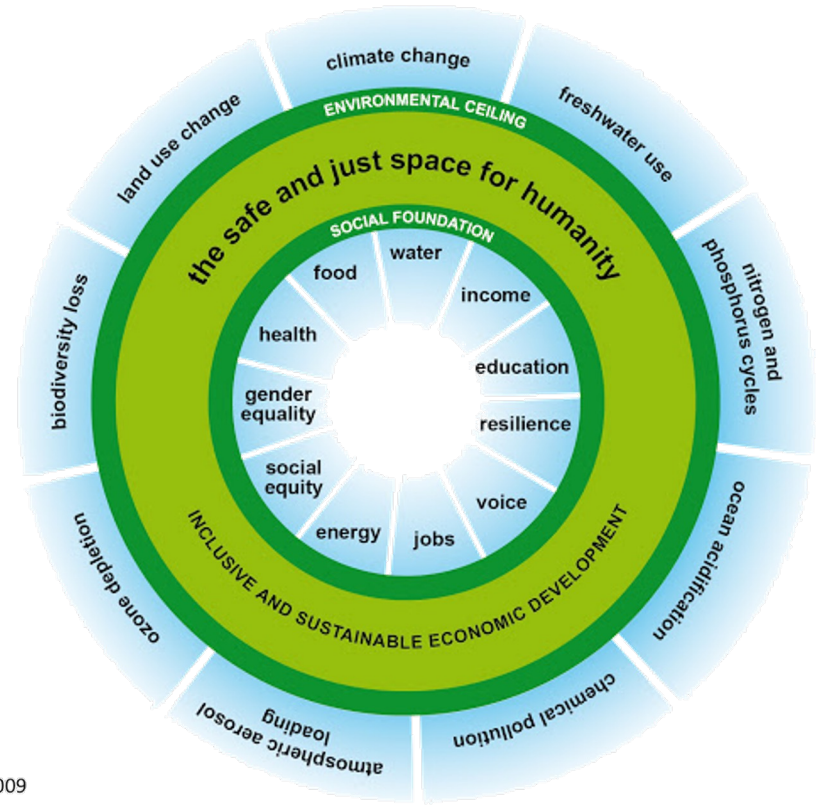 climate change
freshwater use
nitrogen and
phosphorus cycles
ocean acidification
chemical pollution
atmospheric aerosol
loading
ozone depletion
biodiversity loss
land use change
ENVIRONMENTAL CEILING
the safe and just space for humanity
SOCIAL FOUNDATION
water
income
education
resilience
voice
jobs
energy
social
equity
gender
equality
health
food
INCLUSIVE AND SUSTAINABLE ECONOMIC DEVELOPMENT
009